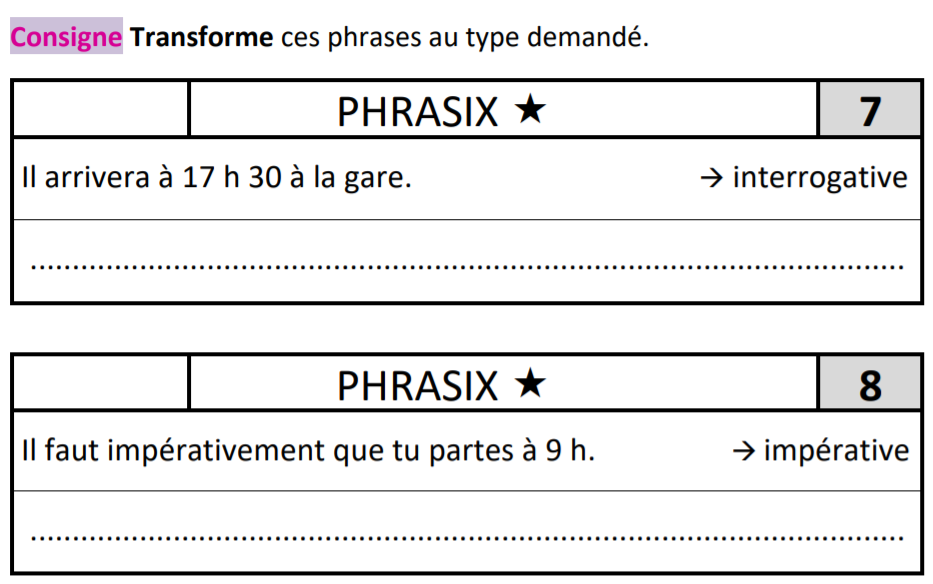 Consigne Transforme ces phrases au type demandé.
PHRASIX ★ 7
Il arrivera à 17 h 30 à la gare. → interrogative
........................................................................................................
PHRASIX ★ 8
Il faut impérativement que tu partes à 9 h. → impérative
........................................................................................................